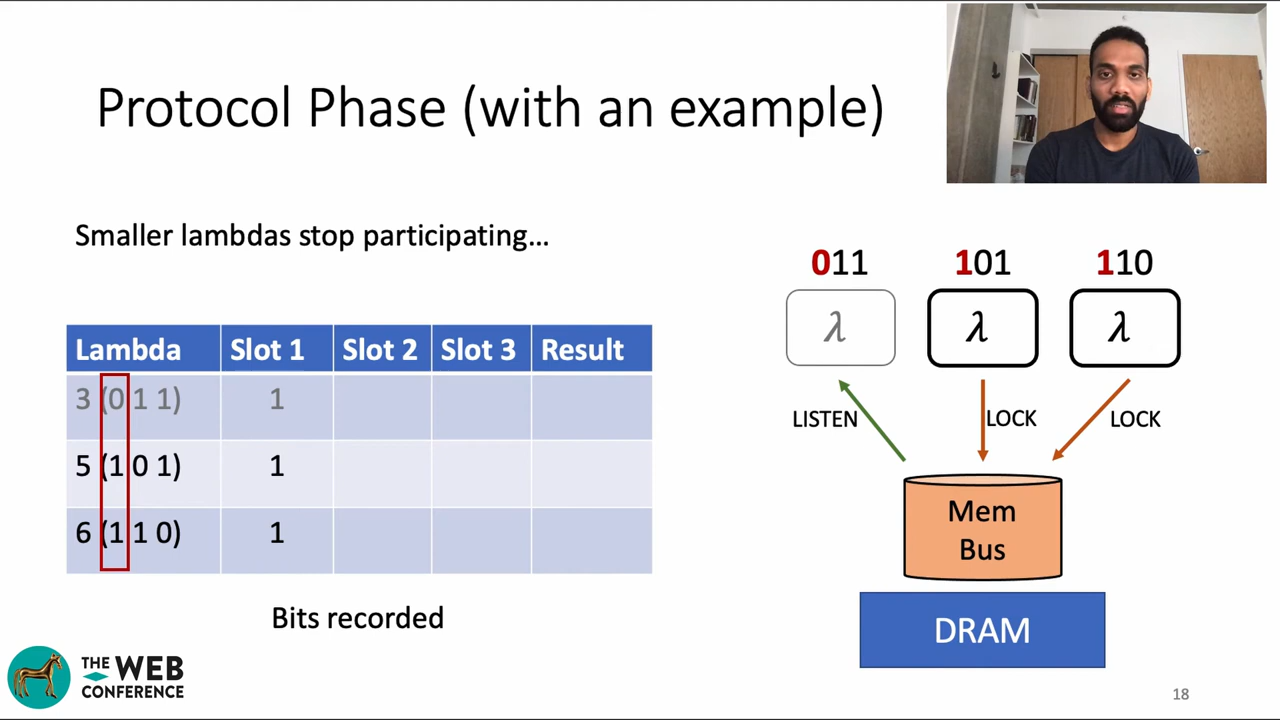 Protocol Phase (with an example)
Smaller lambdas stop participating...
Lambda Slot 1 Slot 2 Slot 3 Result
3 (0 1 1) 1
5 (1 0 1) 1
6 (1 1 0) 1
Bits recorded
011 101 110
λ λ λ
LISTEN LOCK LOCK
Mem
Bus
DRAM
THE WEB
CONFERENCE
18